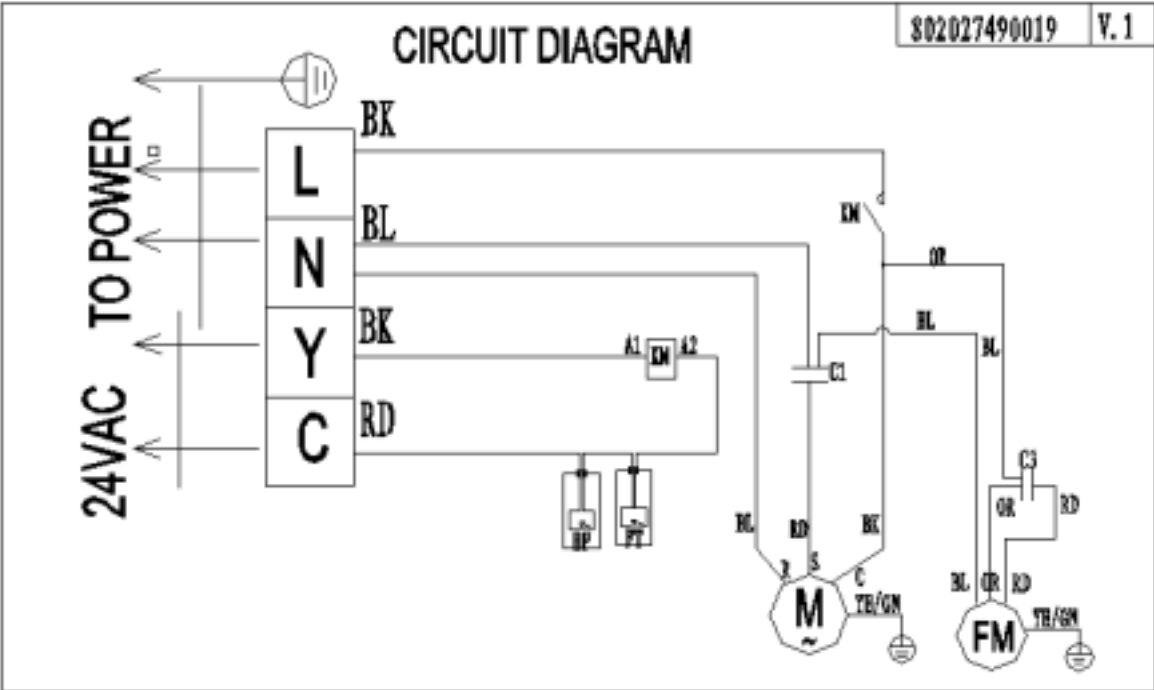 CIRCUIT DIAGRAM
802027490019
V.1
TO POWER
24VAC
L
N
Y
C
BK
BL
BK
RD
KM
OR
BL
BL
A1
KM
A2
C1
C3
OR
RD
HP
FT
BL
RD
BK
R
S
C
M
~
YE/GN
BL
OR
RD
FM
YE/GN